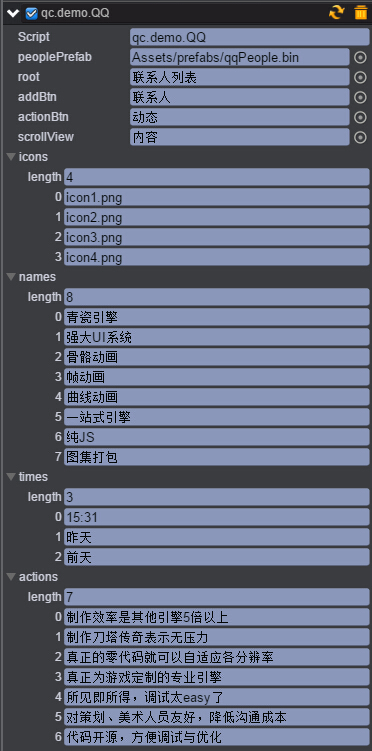 qc.demo.QQ
Script qc.demo.QQ
peoplePrefab Assets/prefabs/qqPeople.bin
root 联系人列表
addBtn 联系人
actionBtn 动态
scrollView 内容
icons
length 4
0 icon1.png
1 icon2.png
2 icon3.png
3 icon4.png
names
length 8
0 青瓷引擎
1 强大UI系统
2 骨骼动画
3 帧动画
4 曲线动画
5 一站式引擎
6 纯JS
7 图集打包
times
length 3
0 15:31
1 昨天
2 前天
actions
length 7
0 制作效率是其他引擎5倍以上
1 制作刀塔传奇表示无压力
2 真正的零代码就可以自适应各分辨率
3 真正为游戏定制的专业引擎
4 所见即所得，调试太easy了
5 对策划、美术人员友好，降低沟通成本
6 代码开源，方便调试与优化